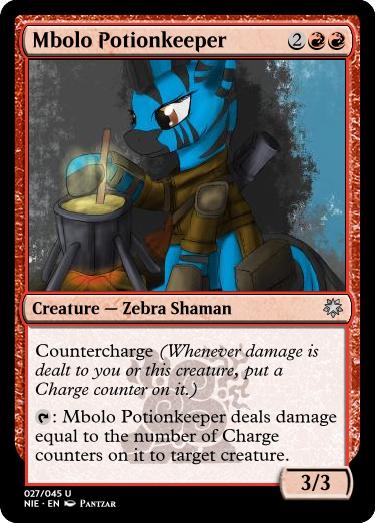 Mbolo Potionkeeper 2
Creature — Zebra Shaman
Countercharge (Whenever damage is
dealt to you or this creature, put a
Charge counter on it.)
: Mbolo Potionkeeper deals damage
equal to the number of Charge
counters on it to target creature.
3/3
027/045 U
NIE · EN Pantzar